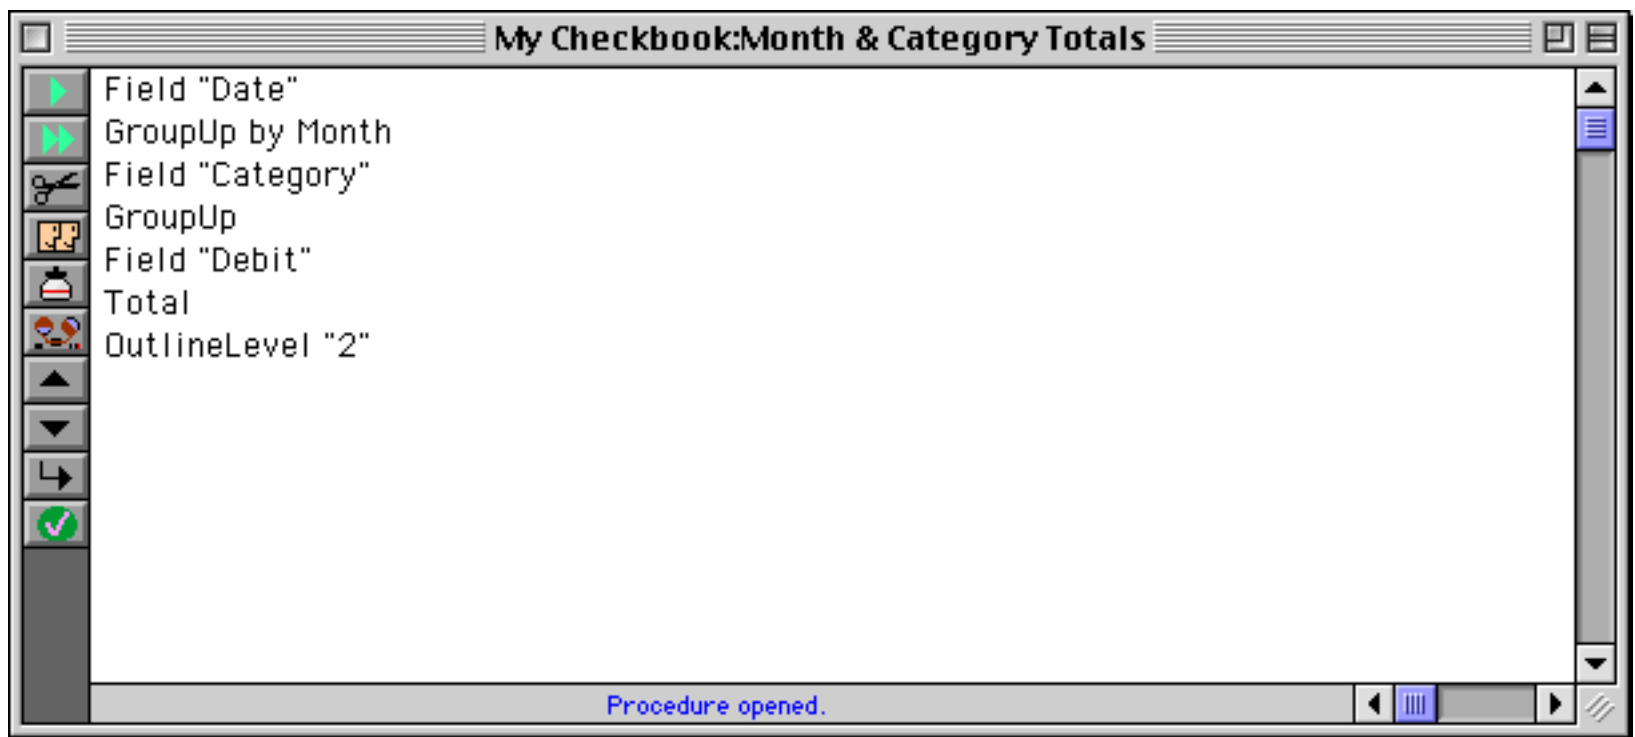 My Checkbook:Month & Category Totals
Field "Date"
GroupUp by Month
Field "Category"
GroupUp
Field "Debit"
Total
OutlineLevel "2"
Procedure opened.